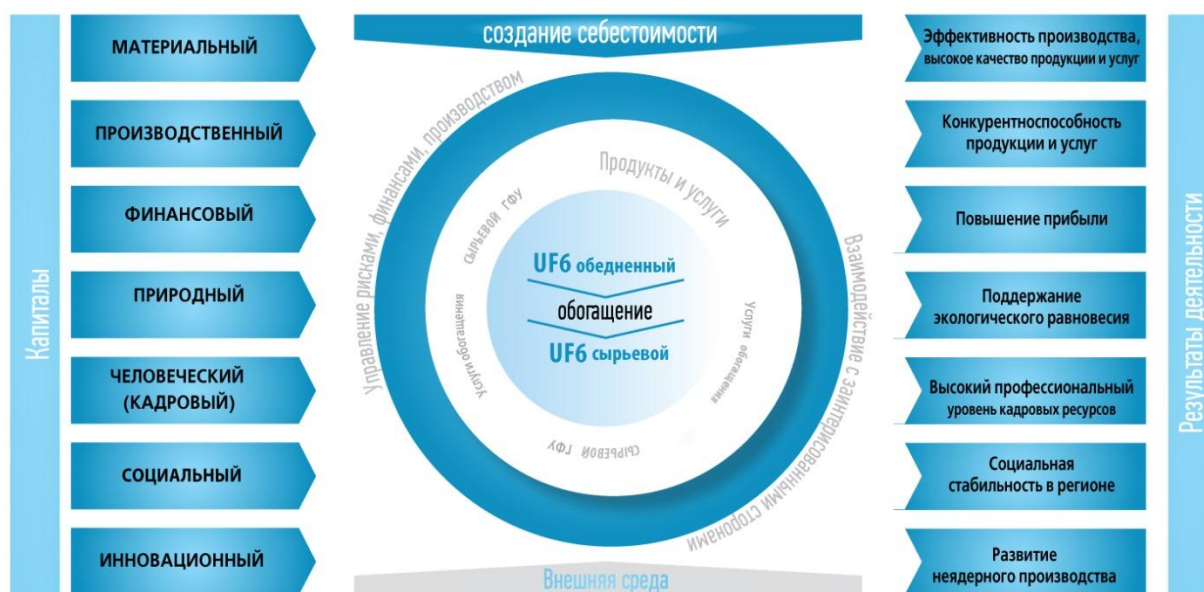 Капиталы
МАТЕРИАЛЬНЫЙ
ПРОИЗВОДСТВЕННЫЙ
ФИНАНСОВЫЙ
ПРИРОДНЫЙ
ЧЕЛОВЕЧЕСКИЙ
(КАДРОВЫЙ)
СОЦИАЛЬНЫЙ
ИННОВАЦИОННЫЙ
создание себестоимости
Управление рисками, финансами, производством
Взаимодействие с заинтерисованными сторонами
Продукты и услуги
СЫРЬЕВОЙ ГФУ
Услуги обогащения
Услуги обогащения
СЫРЬЕВОЙ ГФУ
UF6 обедненный
обогащение
UF6 сырьевой
Внешняя среда
Эффективность производства,
высокое качество продукции и услуг
Конкурентноспособность
продукции и услуг
Повышение прибыли
Поддержание
экологического равновесия
Высокий профессиональный
уровень кадровых ресурсов
Социальная
стабильность в регионе
Развитие
неядерного производства
Результаты деятельности